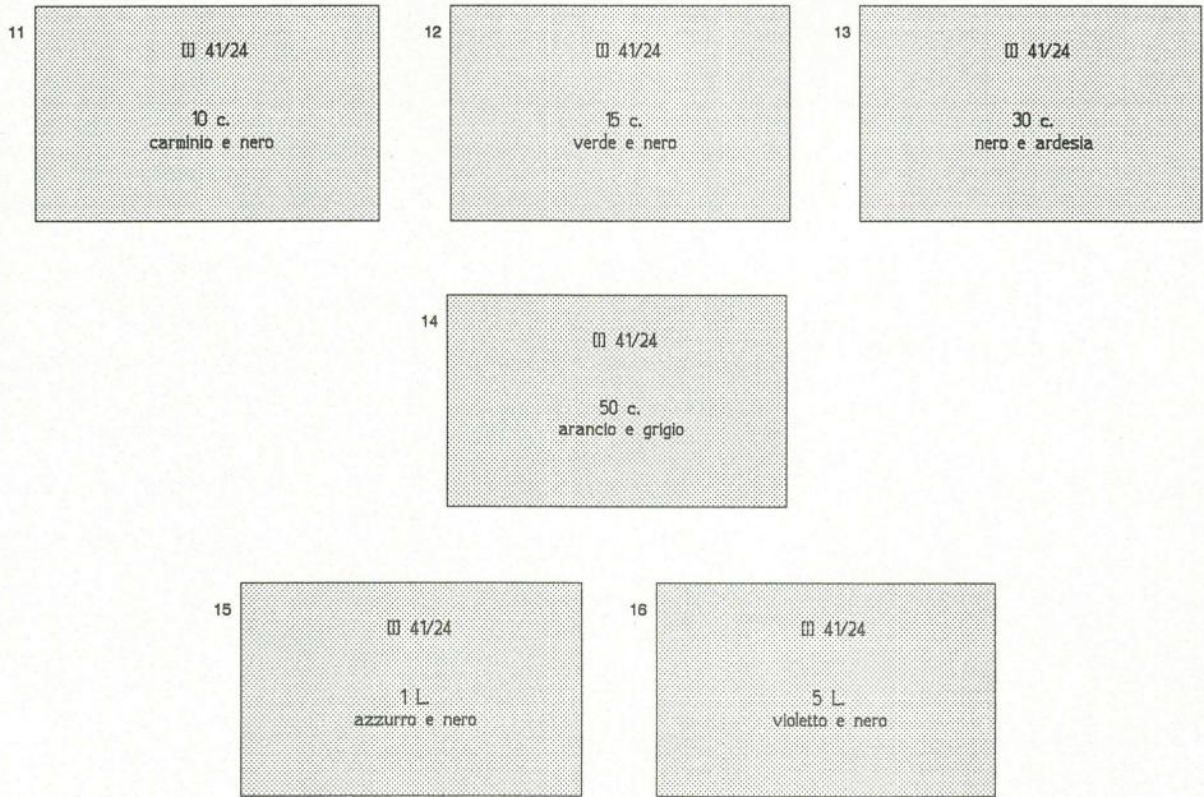 11
▯▯ 41/24
10 c.
carminio e nero
12
▯▯ 41/24
15 c.
verde e nero
13
▯▯ 41/24
30 c.
nero e ardesia
14
▯▯ 41/24
50 c.
arancio e grigio
15
▯▯ 41/24
1 L
azzurro e nero
16
▯▯ 41/24
5 L
violetto e nero